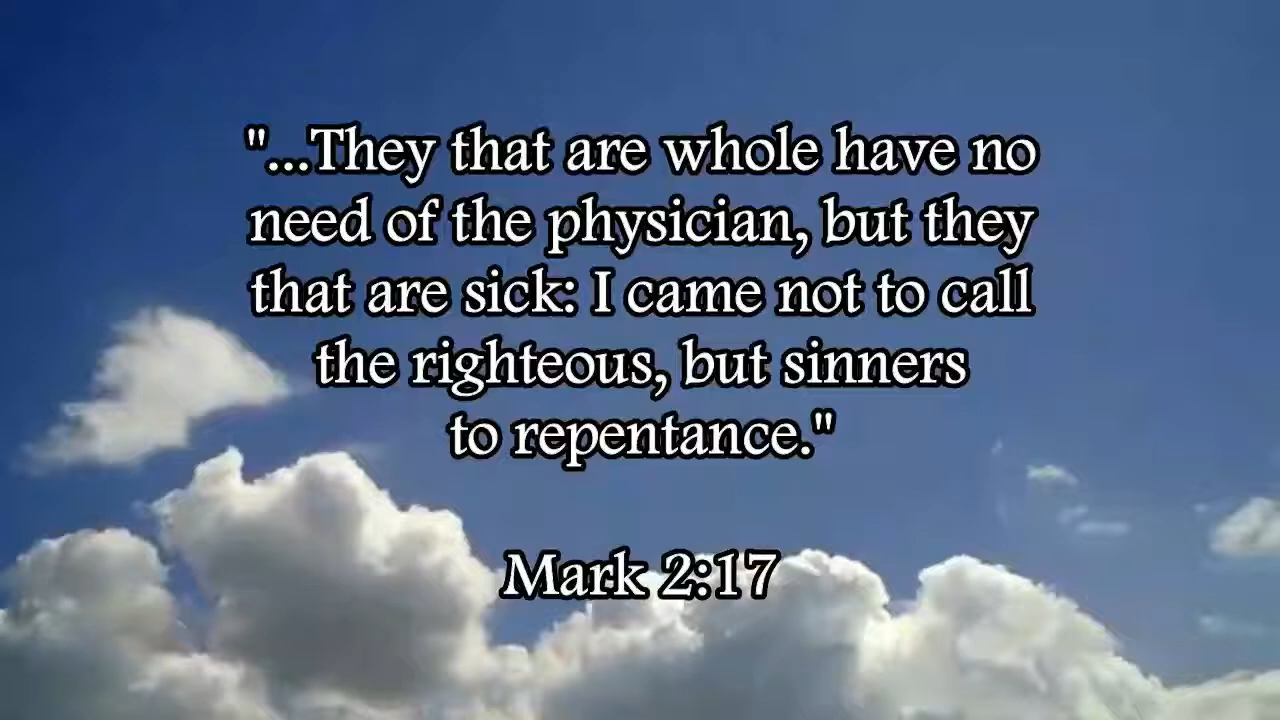 "...They that are whole have no
need of the physician, but they
that are sick: I came not to call
the righteous, but sinners
to repentance."
Mark 2:17